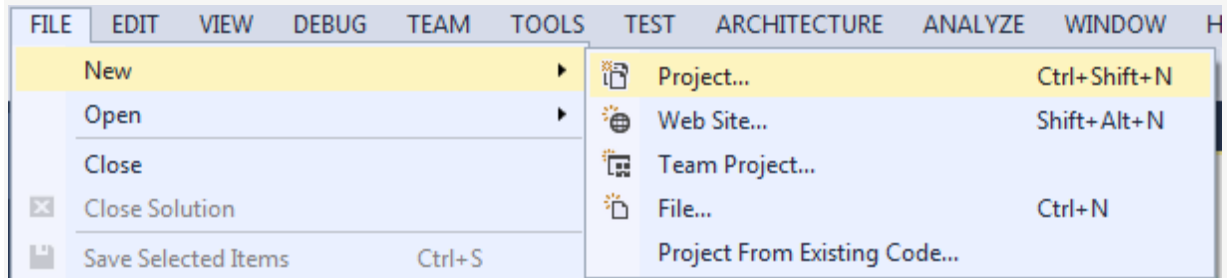 FILE EDIT VIEW DEBUG TEAM TOOLS TEST ARCHITECTURE ANALYZE WINDOW H
New
Open
Close
Close Solution
Save Selected Items Ctrl+S
Project... Ctrl+Shift+N
Web Site... Shift+Alt+N
Team Project...
File... Ctrl+N
Project From Existing Code...